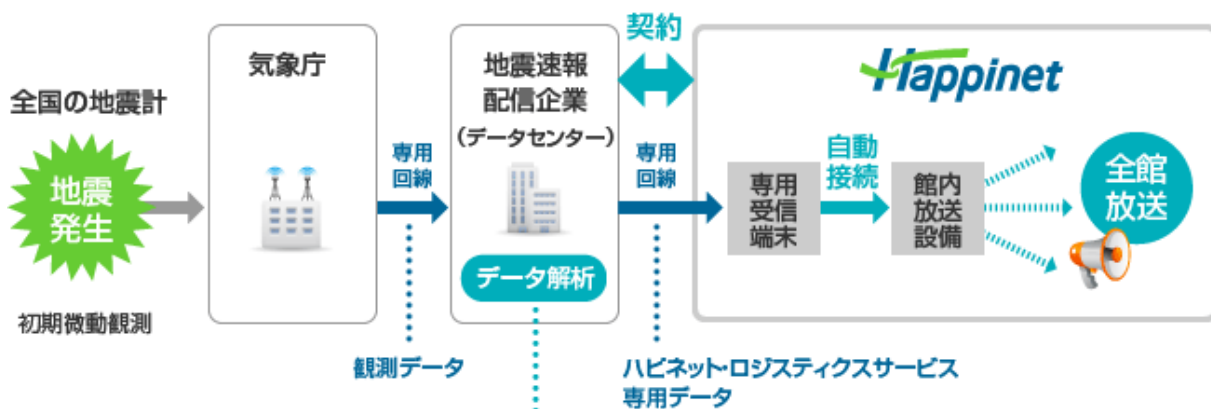 全国の地震計
地震
発生
初期微動観測
気象庁
専用
回線
観測データ
地震速報
配信企業
(データセンター)
データ解析
契約
専用
回線
ハピネット・ロジスティクスサービス
専用データ
Happinet
専用
受信
端末
自動
接続
館内
放送
設備
全館
放送